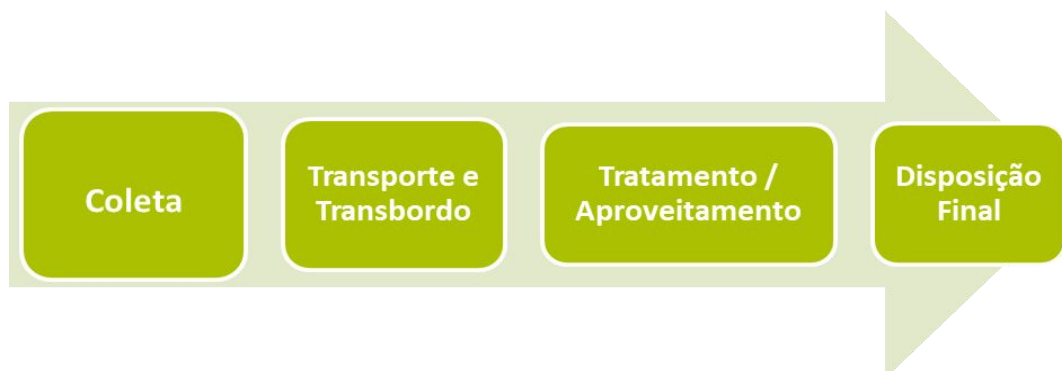 Coleta
Transporte e
Transbordo
Tratamento /
Aproveitamento
Disposição
Final